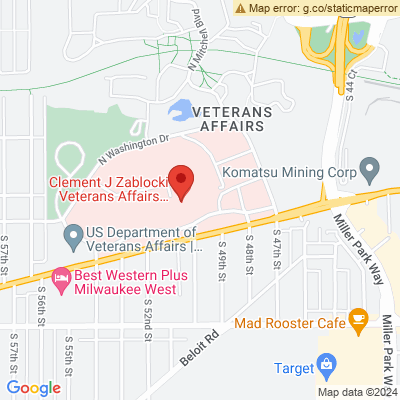 Map error: g.co/staticmaperror
N Mitchell Blvd
S 44 Cr
VETERANS
AFFAIRS
N Washington Dr
Clement J Zablocki
Veterans Affairs...
Komatsu Mining Corp
US Department of
Veterans Affairs |...
Best Western Plus
Milwaukee West
S 57th St
S 56th St
S 55th St
S 52nd St
S 49th St
S 48th St
S 47th St
Miller Park Way
Miller Park W
S 57th St
Beloit Rd
Mad Rooster Cafe
Target
Google
Map data ©2024